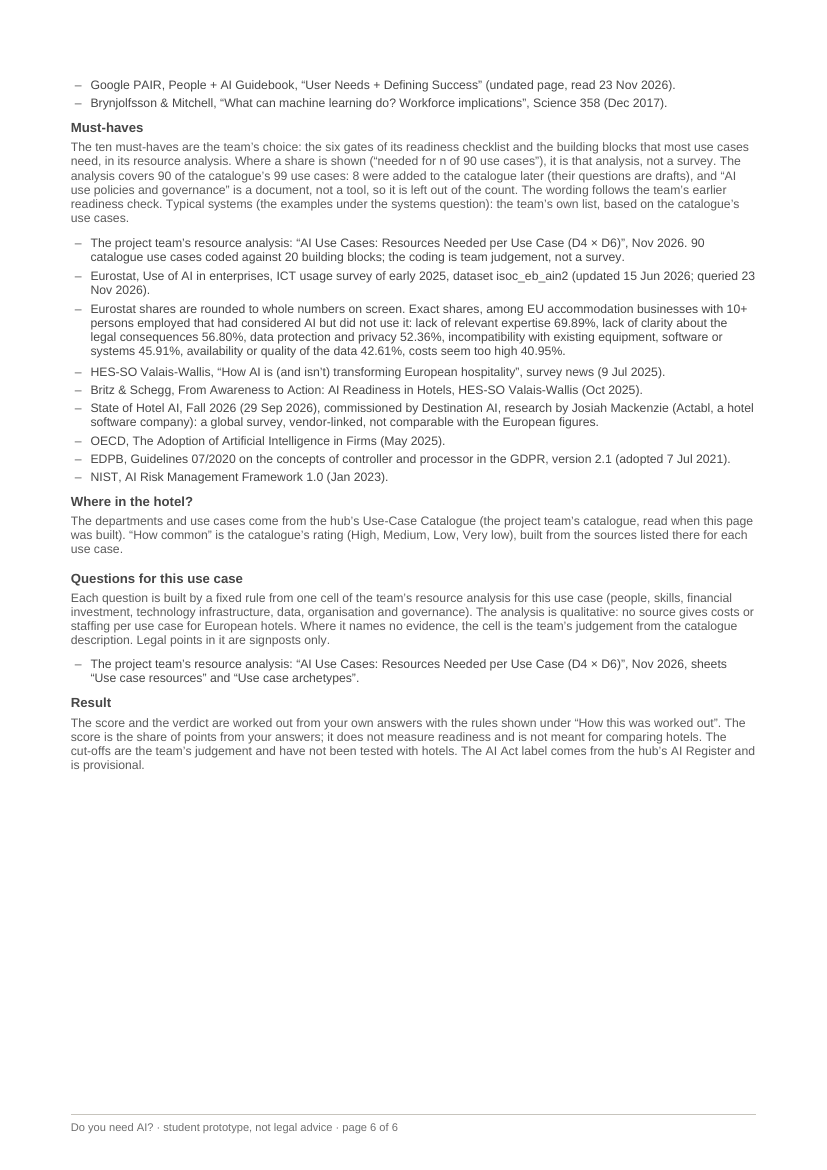 – Google PAIR, People + AI Guidebook, “User Needs + Defining Success” (undated page, read 23 Nov 2026).
– Brynjolfsson & Mitchell, “What can machine learning do? Workforce implications”, Science 358 (Dec 2017).
Must-haves
The ten must-haves are the team’s choice: the six gates of its readiness checklist and the building blocks that most use cases
need, in its resource analysis. Where a share is shown (“needed for n of 90 use cases”), it is that analysis, not a survey. The
analysis covers 90 of the catalogue’s 99 use cases: 8 were added to the catalogue later (their questions are drafts), and “AI
use policies and governance” is a document, not a tool, so it is left out of the count. The wording follows the team’s earlier
readiness check. Typical systems (the examples under the systems question): the team’s own list, based on the catalogue’s
use cases.
– The project team’s resource analysis: “AI Use Cases: Resources Needed per Use Case (D4 × D6)”, Nov 2026. 90
catalogue use cases coded against 20 building blocks; the coding is team judgement, not a survey.
– Eurostat, Use of AI in enterprises, ICT usage survey of early 2025, dataset isoc_eb_ain2 (updated 15 Jun 2026; queried 23
Nov 2026).
– Eurostat shares are rounded to whole numbers on screen. Exact shares, among EU accommodation businesses with 10+
persons employed that had considered AI but did not use it: lack of relevant expertise 69.89%, lack of clarity about the
legal consequences 56.80%, data protection and privacy 52.36%, incompatibility with existing equipment, software or
systems 45.91%, availability or quality of the data 42.61%, costs seem too high 40.95%.
– HES-SO Valais-Wallis, “How AI is (and isn’t) transforming European hospitality”, survey news (9 Jul 2025).
– Britz & Schegg, From Awareness to Action: AI Readiness in Hotels, HES-SO Valais-Wallis (Oct 2025).
– State of Hotel AI, Fall 2026 (29 Sep 2026), commissioned by Destination AI, research by Josiah Mackenzie (Actabl, a hotel
software company): a global survey, vendor-linked, not comparable with the European figures.
– OECD, The Adoption of Artificial Intelligence in Firms (May 2025).
– EDPB, Guidelines 07/2020 on the concepts of controller and processor in the GDPR, version 2.1 (adopted 7 Jul 2021).
– NIST, AI Risk Management Framework 1.0 (Jan 2023).
Where in the hotel?
The departments and use cases come from the hub’s Use-Case Catalogue (the project team’s catalogue, read when this page
was built). “How common” is the catalogue’s rating (High, Medium, Low, Very low), built from the sources listed there for each
use case.
Questions for this use case
Each question is built by a fixed rule from one cell of the team’s resource analysis for this use case (people, skills, financial
investment, technology infrastructure, data, organisation and governance). The analysis is qualitative: no source gives costs or
staffing per use case for European hotels. Where it names no evidence, the cell is the team’s judgement from the catalogue
description. Legal points in it are signposts only.
– The project team’s resource analysis: “AI Use Cases: Resources Needed per Use Case (D4 × D6)”, Nov 2026, sheets
“Use case resources” and “Use case archetypes”.
Result
The score and the verdict are worked out from your own answers with the rules shown under “How this was worked out”. The
score is the share of points from your answers; it does not measure readiness and is not meant for comparing hotels. The
cut-offs are the team’s judgement and have not been tested with hotels. The AI Act label comes from the hub’s AI Register and
is provisional.
Do you need AI? · student prototype, not legal advice · page 6 of 6